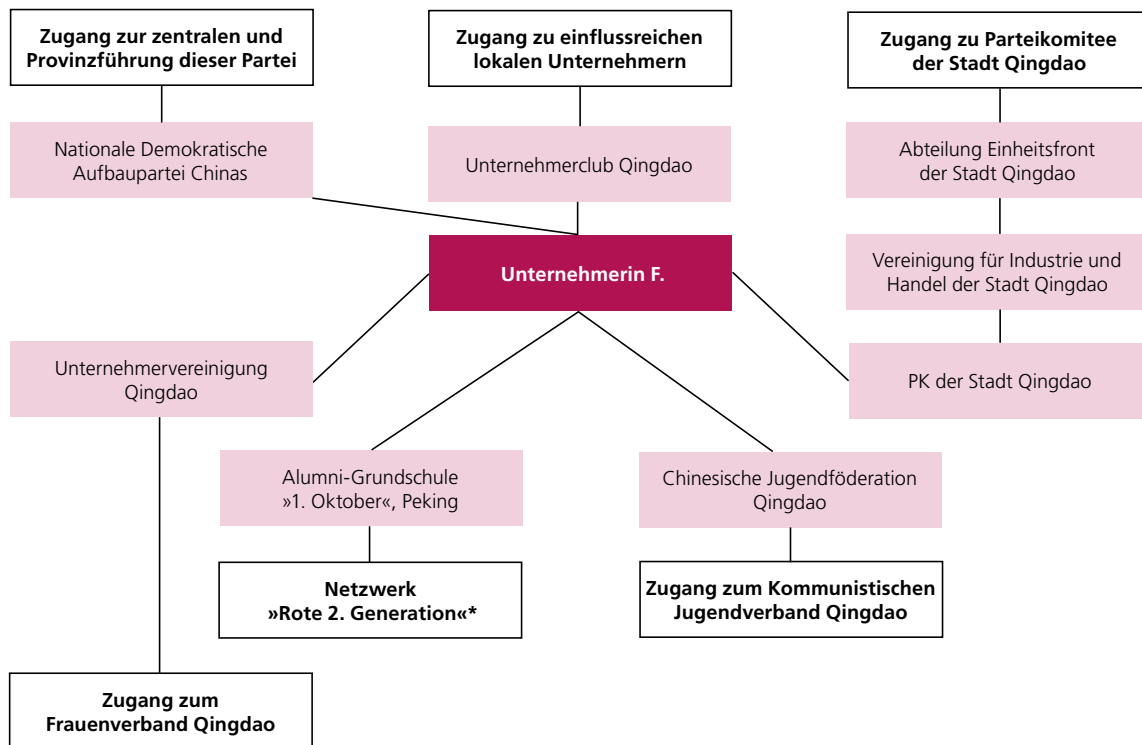 Zugang zur zentralen und
Provinzführung dieser Partei
Zugang zu einflussreichen
lokalen Unternehmern
Zugang zu Parteikomitee
der Stadt Qingdao
Nationale Demokratische
Aufbaupartei Chinas
Unternehmerclub Qingdao
Abteilung Einheitsfront
der Stadt Qingdao
Unternehmerin F.
Vereinigung für Industrie und
Handel der Stadt Qingdao
Unternehmervereinigung
Qingdao
PK der Stadt Qingdao
Alumni-Grundschule
»1. Oktober«, Peking
Chinesische Jugendföderation
Qingdao
Netzwerk
»Rote 2. Generation«*
Zugang zum Kommunistischen
Jugendverband Qingdao
Zugang zum
Frauenverband Qingdao